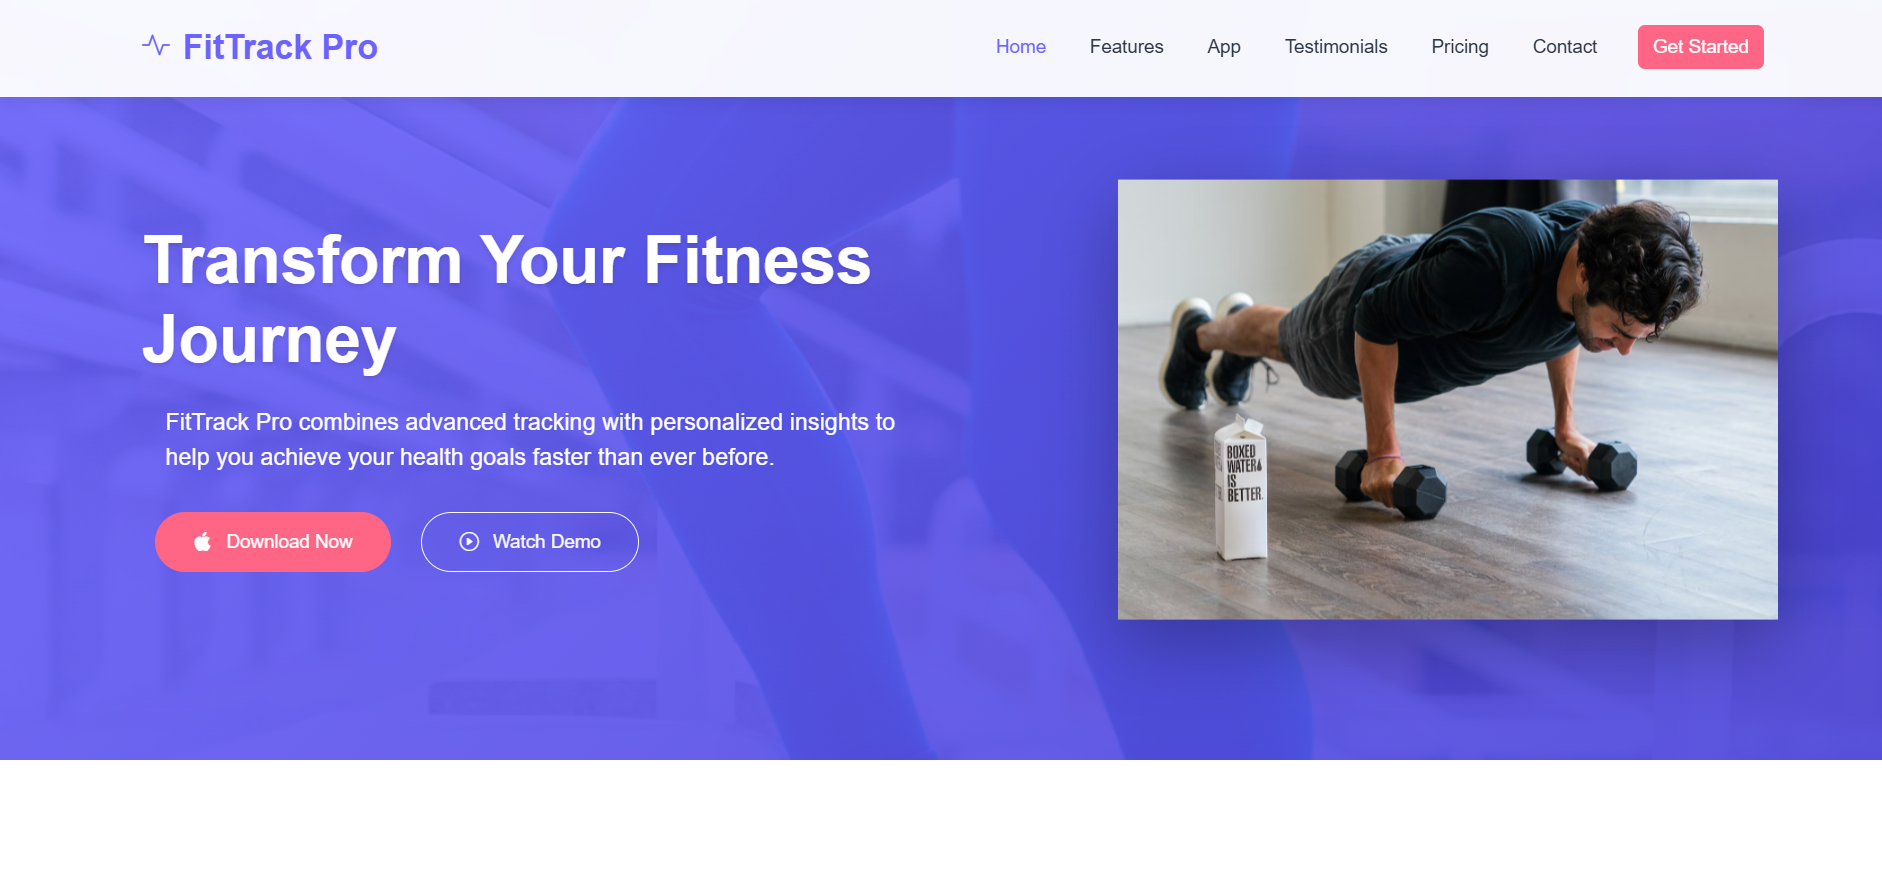 FitTrack Pro
Home
Features
App
Testimonials
Pricing
Contact
Get Started
Transform Your Fitness
Journey
FitTrack Pro combines advanced tracking with personalized insights to
help you achieve your health goals faster than ever before.
Download Now
Watch Demo
BOXED
WATER
IS
BETTER.